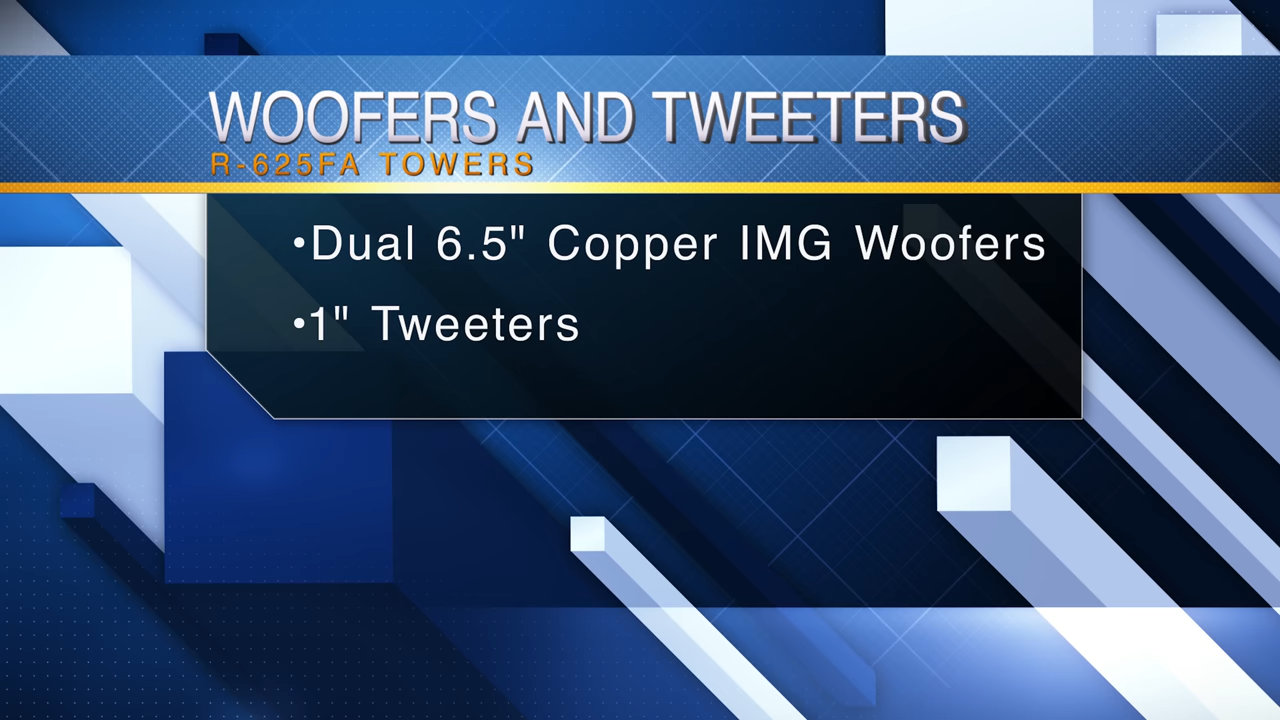 WOOFERS AND TWEETERS
R-625FA TOWERS
•Dual 6.5" Copper IMG Woofers
•1" Tweeters